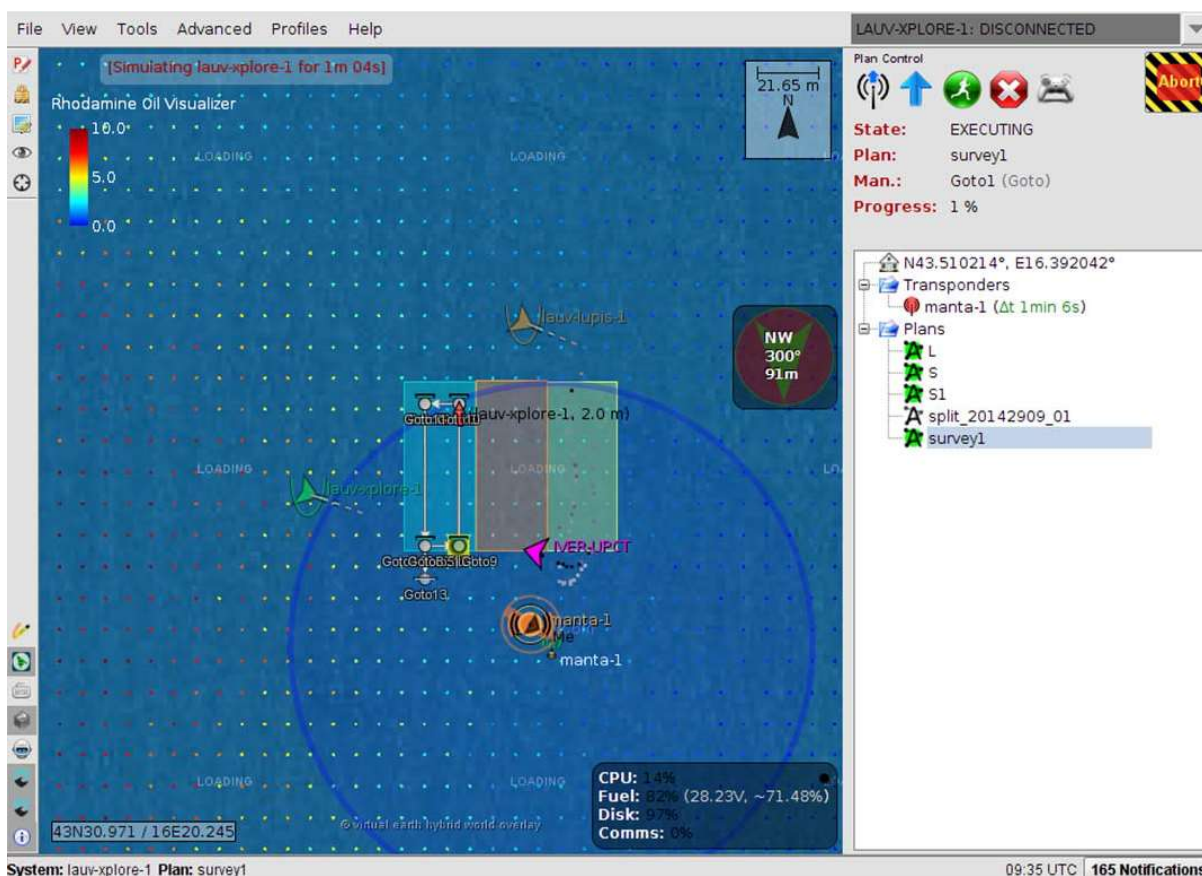 File View Tools Advanced Profiles Help
LAUV-XPLORE-1: DISCONNECTED
[Simulating lauv-xplore-1 for 1m 04s]
Rhodamine Oil Visualizer
10.0
5.0
0.0
21.65 m
N
LOADING LOADING
lauv-lupis-1
NW
300°
91m
(lauv-xplore-1, 2.0 m)
LOADING LOADING
lauv-xplore-1
IVER-UPCT
Goto9
Goto13
manta-1
Me
manta-1
LOADING LOADING
CPU: 14%
Fuel: 82% (28.23V, ~71.48%)
Disk: 97%
Comms: 0%
© virtual earth hybrid world overlay
43N30.971 / 16E20.245
Plan Control
Abort
State: EXECUTING
Plan: survey1
Man.: Goto1 (Goto)
Progress: 1 %
N43.510214°, E16.392042°
Transponders
manta-1 (Δt 1min 6s)
Plans
L
S
S1
split_20142909_01
survey1
System: lauv-xplore-1 Plan: survey1
09:35 UTC 165 Notifications